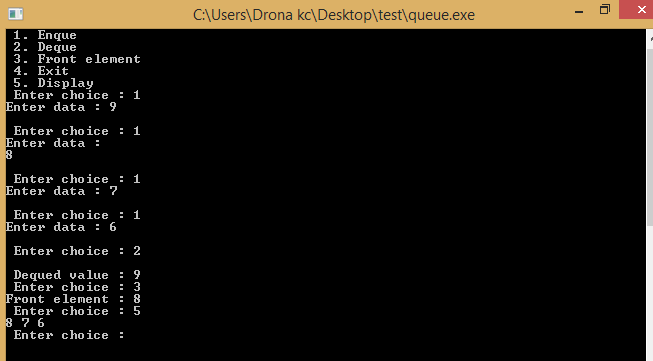 C:\Users\Drona kc\Desktop\test\queue.exe
1. Enque
2. Deque
3. Front element
4. Exit
5. Display
Enter choice : 1
Enter data : 9
Enter choice : 1
Enter data :
8
Enter choice : 1
Enter data : 7
Enter choice : 1
Enter data : 6
Enter choice : 2
Dequed value : 9
Enter choice : 3
Front element : 8
Enter choice : 5
8 7 6
Enter choice :